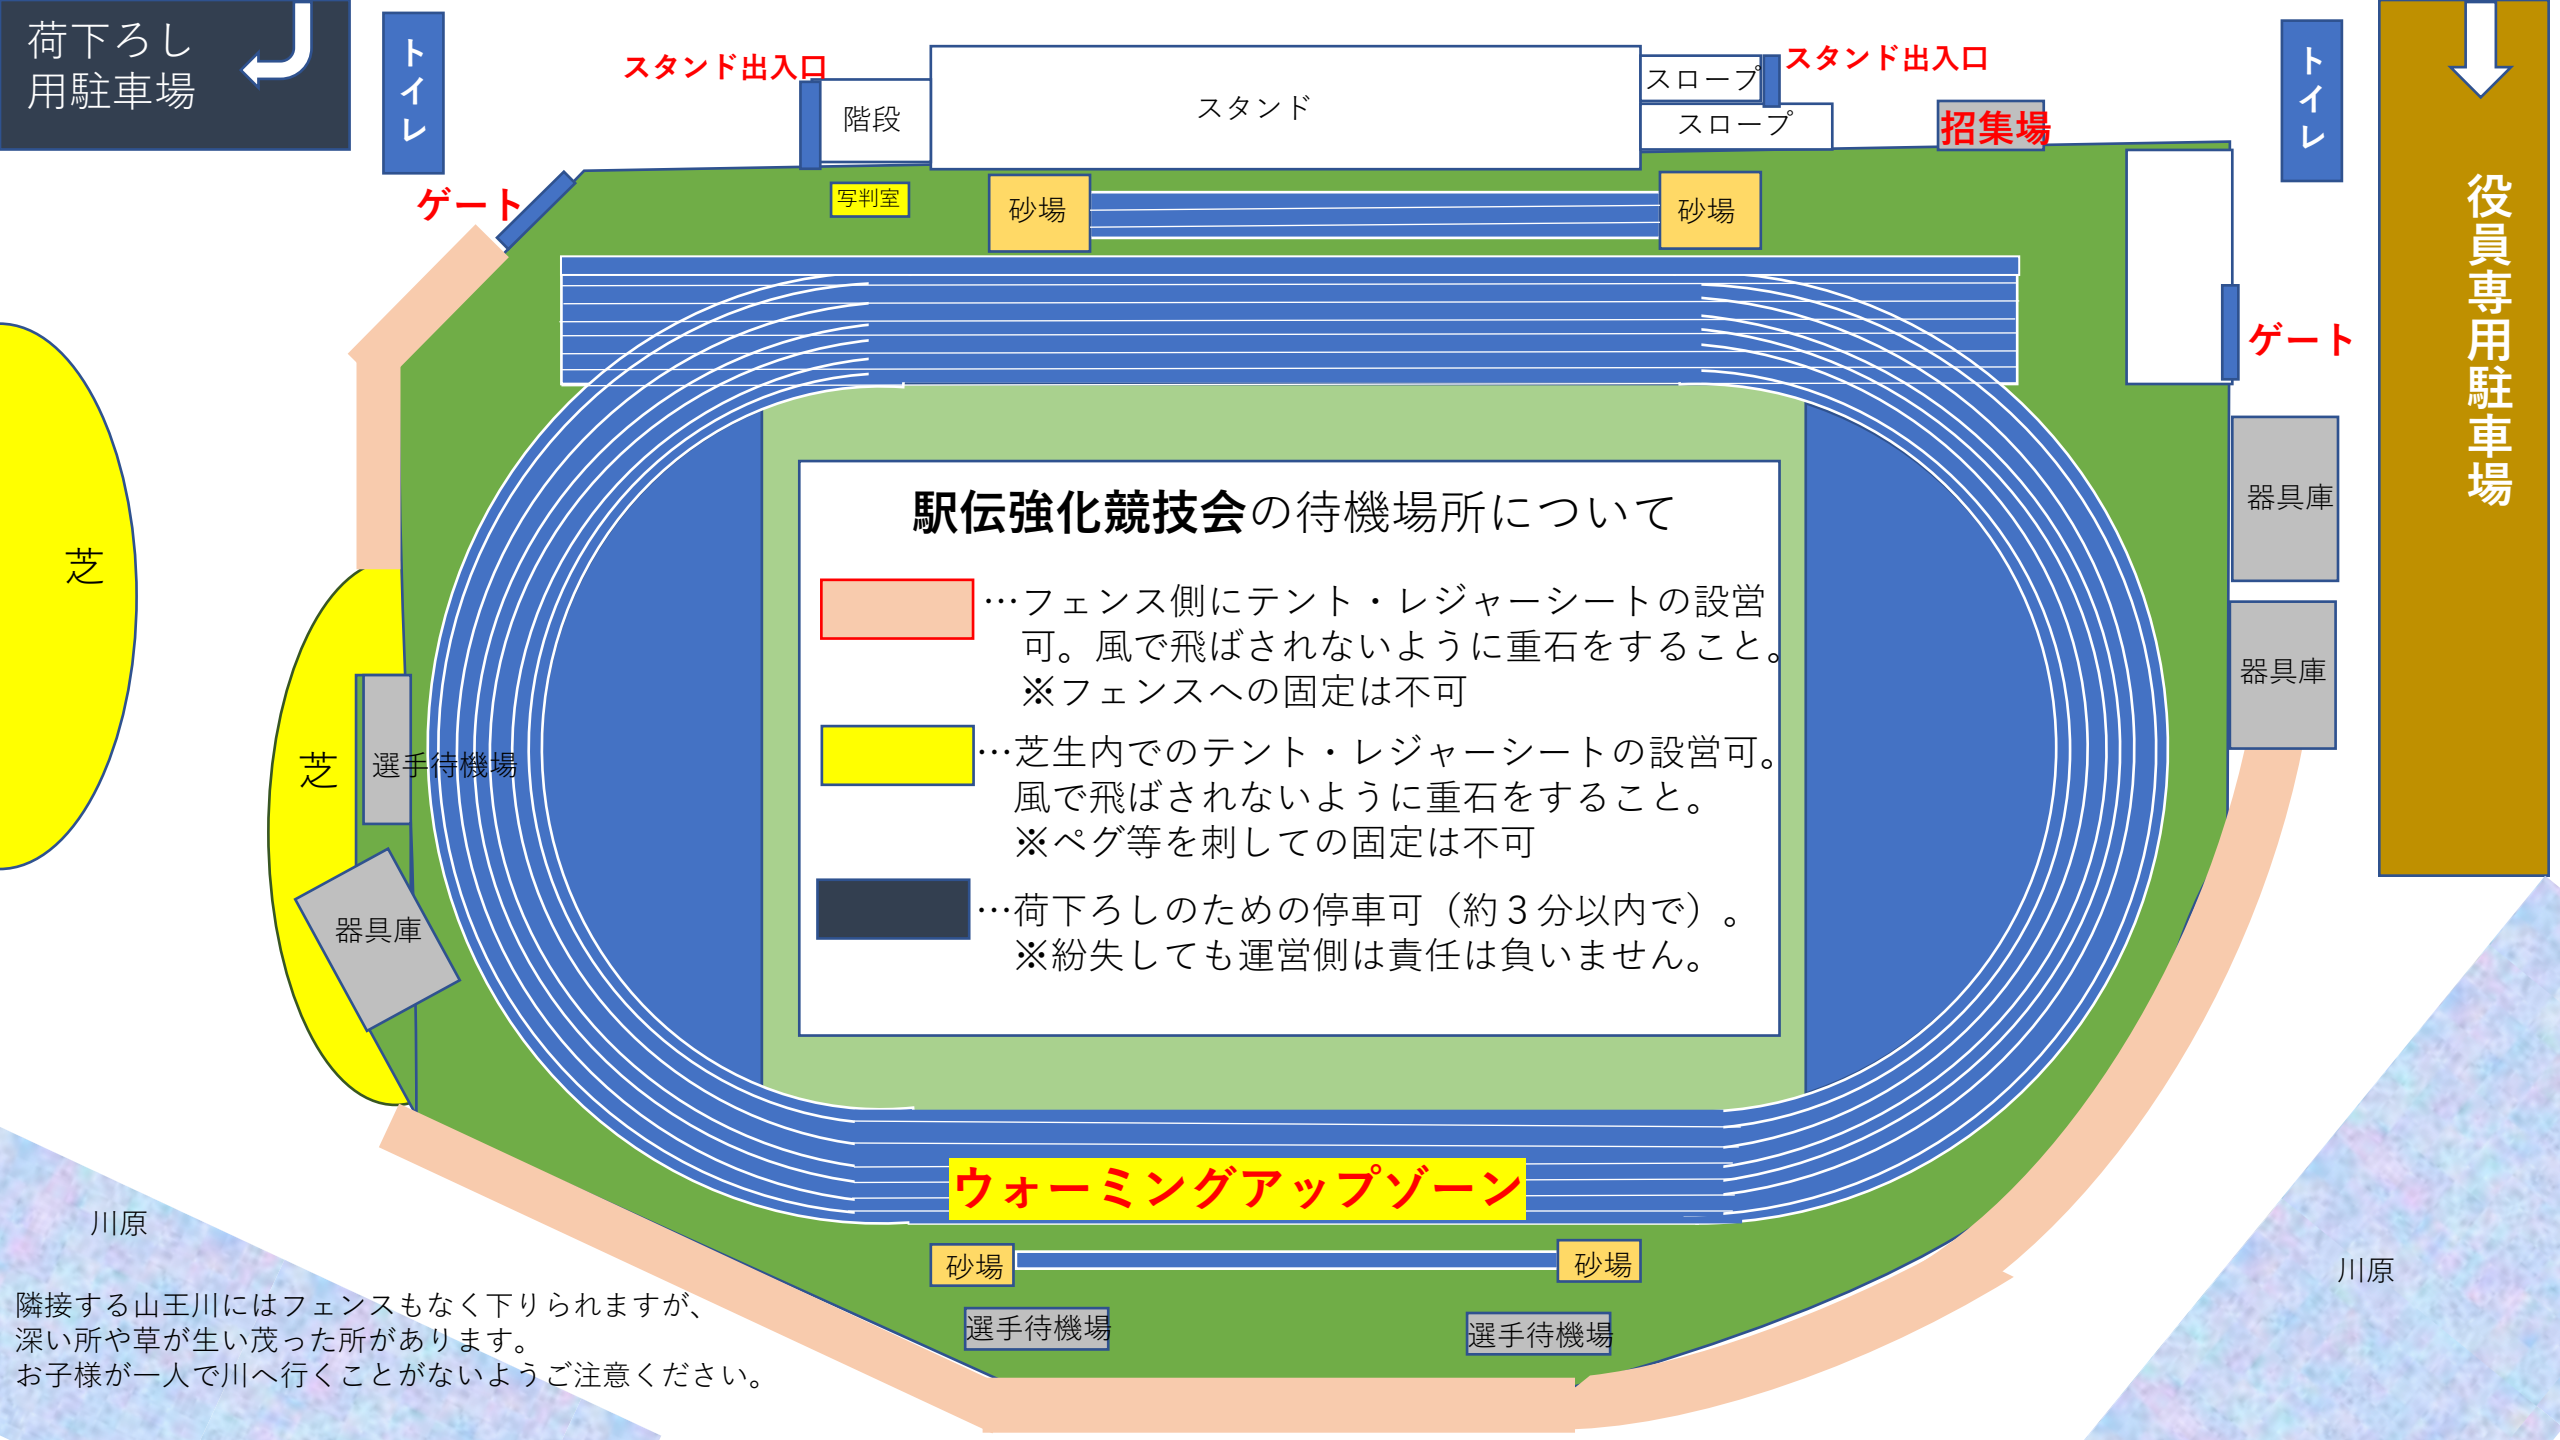 荷下ろし
用駐車場
トイレ
スタンド出入口
階段
スタンド
スロープ
スロープ
スタンド出入口
招集場
トイレ
役員専用駐車場
ゲート
写判室
砂場
砂場
ゲート
器具庫
器具庫
芝
芝
選手待機場
器具庫
駅伝強化競技会の待機場所について
…フェンス側にテント・レジャーシートの設営
可。風で飛ばされないように重石をすること。
※フェンスへの固定は不可
…芝生内でのテント・レジャーシートの設営可。
風で飛ばされないように重石をすること。
※ペグ等を刺しての固定は不可
…荷下ろしのための停車可（約３分以内で）。
※紛失しても運営側は責任は負いません。
ウォーミングアップゾーン
砂場
砂場
選手待機場
選手待機場
川原
川原
隣接する山王川にはフェンスもなく下りられますが、
深い所や草が生い茂った所があります。
お子様が一人で川へ行くことがないようご注意ください。